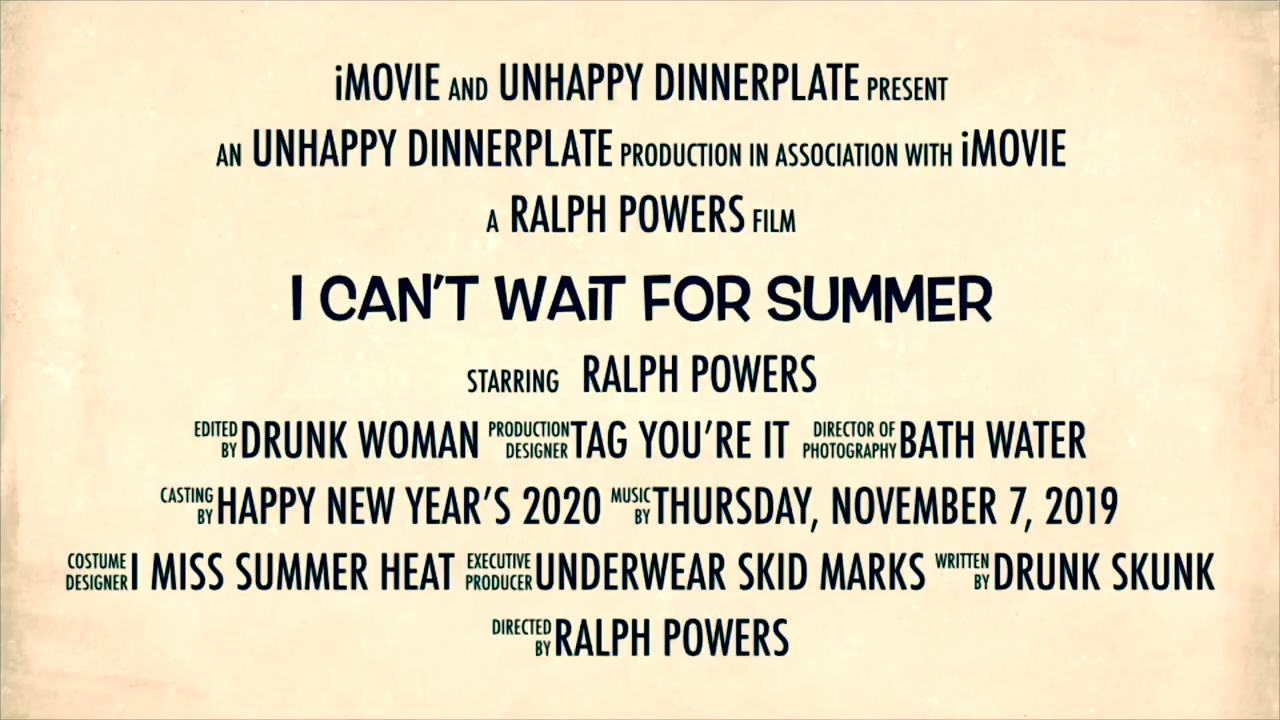 iMOVIE AND UNHAPPY DINNERPLATE PRESENT
AN UNHAPPY DINNERPLATE PRODUCTION IN ASSOCIATION WITH iMOVIE
A RALPH POWERS FILM
I CAN'T WAiT FOR SUMMER
STARRING RALPH POWERS
EDITED BY DRUNK WOMAN PRODUCTION DESIGNER TAG YOU'RE IT DIRECTOR OF PHOTOGRAPHY BATH WATER
CASTING BY HAPPY NEW YEAR'S 2020 MUSIC BY THURSDAY, NOVEMBER 7, 2019
COSTUME DESIGNER I MISS SUMMER HEAT EXECUTIVE PRODUCER UNDERWEAR SKID MARKS WRITTEN BY DRUNK SKUNK
DIRECTED BY RALPH POWERS